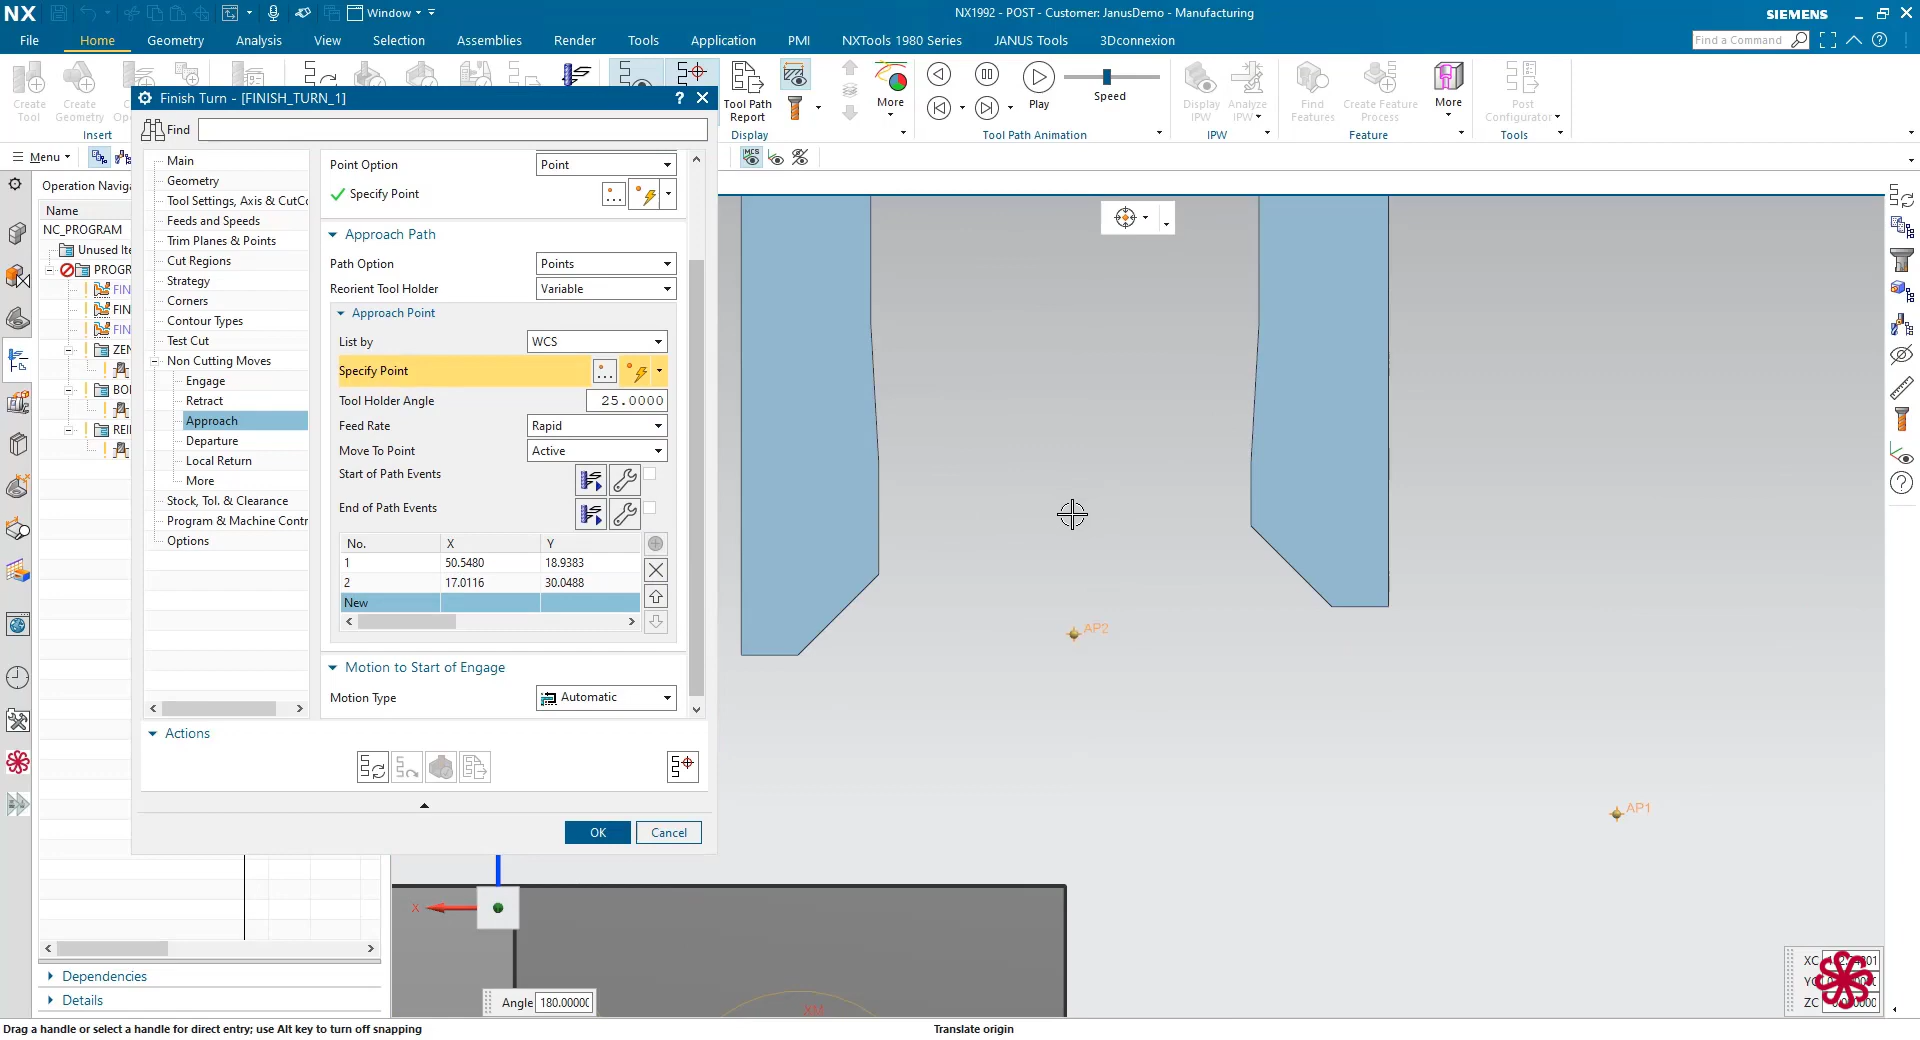 NX
Window
NX1992 - POST - Customer: JanusDemo - Manufacturing
SIEMENS
File
Home
Geometry
Analysis
View
Selection
Assemblies
Render
Tools
Application
PMI
NXTools 1980 Series
JANUS Tools
3Dconnexion
Find a Command
Create Tool
Create Geometry
Insert
Tool Path Report
Display
More
Play
Speed
Tool Path Animation
Display IPW
Analyze IPW
IPW
Find Features
Create Feature Process
More
Feature
Post Configurator
Tools
Finish Turn - [FINISH_TURN_1]
Find
Menu
MCS
Operation Naviga
Name
NC_PROGRAM
Unused Ite
PROGR
FIN
FIN
FIN
ZEN
BOI
REI
Main
Geometry
Tool Settings, Axis & CutCo
Feeds and Speeds
Trim Planes & Points
Cut Regions
Strategy
Corners
Contour Types
Test Cut
Non Cutting Moves
Engage
Retract
Approach
Departure
Local Return
More
Stock, Tol. & Clearance
Program & Machine Contr
Options
Point Option
Point
Specify Point
Approach Path
Path Option
Points
Reorient Tool Holder
Variable
Approach Point
List by
WCS
Specify Point
Tool Holder Angle
25.0000
Feed Rate
Rapid
Move To Point
Active
Start of Path Events
End of Path Events
No. X Y
1 50.5480 18.9383
2 17.0116 30.0488
New
Motion to Start of Engage
Motion Type
Automatic
Actions
OK
Cancel
AP2
AP1
X
XM
Angle 180.0000
XC
YC
ZC
Dependencies
Details
Drag a handle or select a handle for direct entry; use Alt key to turn off snapping
Translate origin